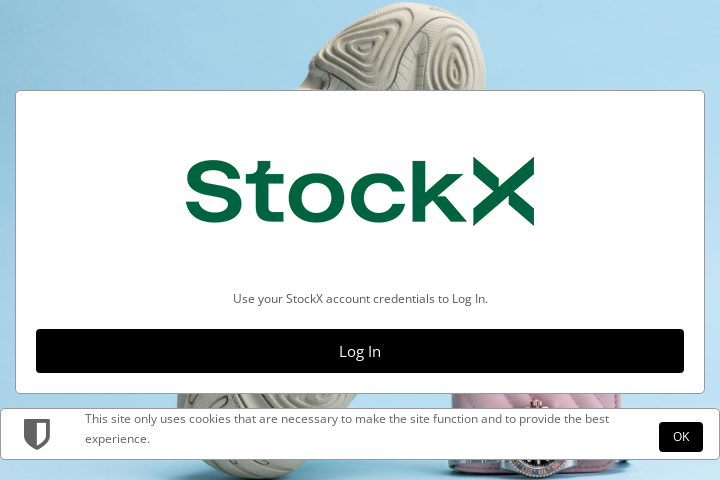 StockX
Use your StockX account credentials to Log In.
Log In
This site only uses cookies that are necessary to make the site function and to provide the best
experience.
OK